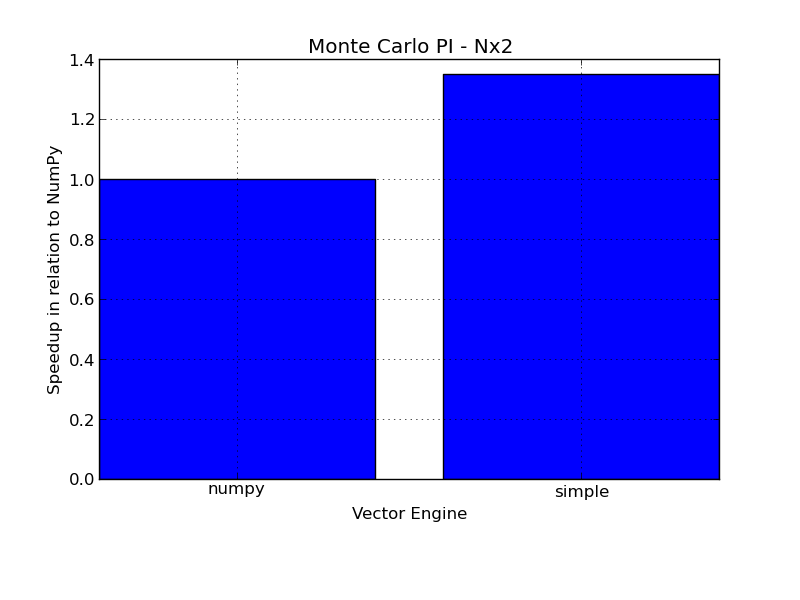 Monte Carlo PI - Nx2
1.4
1.2
1.0
0.8
0.6
0.4
0.2
0.0
Speedup in relation to NumPy
numpy
simple
Vector Engine